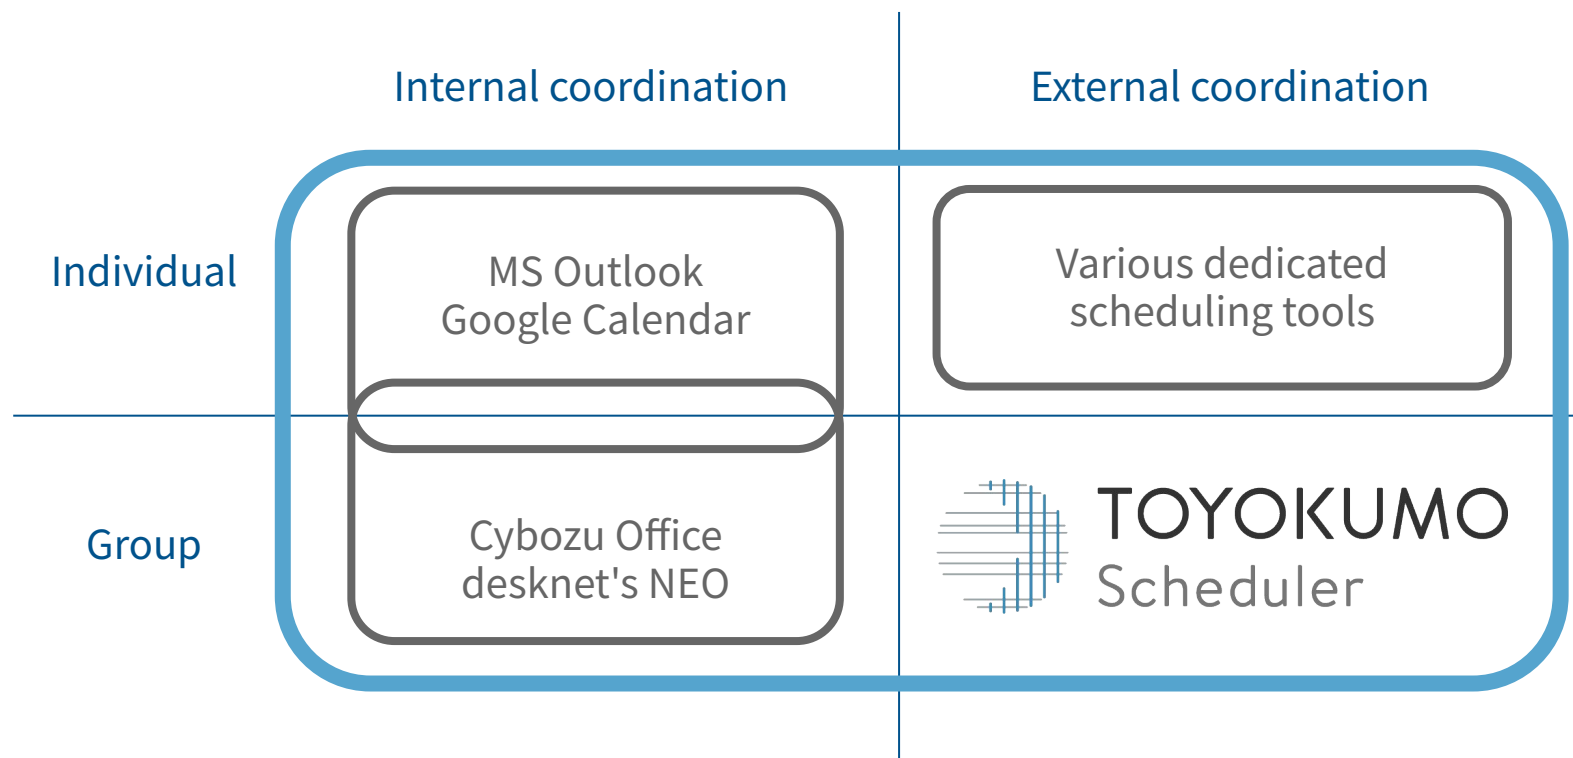 Internal coordination
External coordination
Individual
MS Outlook
Google Calendar
Various dedicated
scheduling tools
Group
Cybozu Office
desknet's NEO
TOYOKUMO
Scheduler